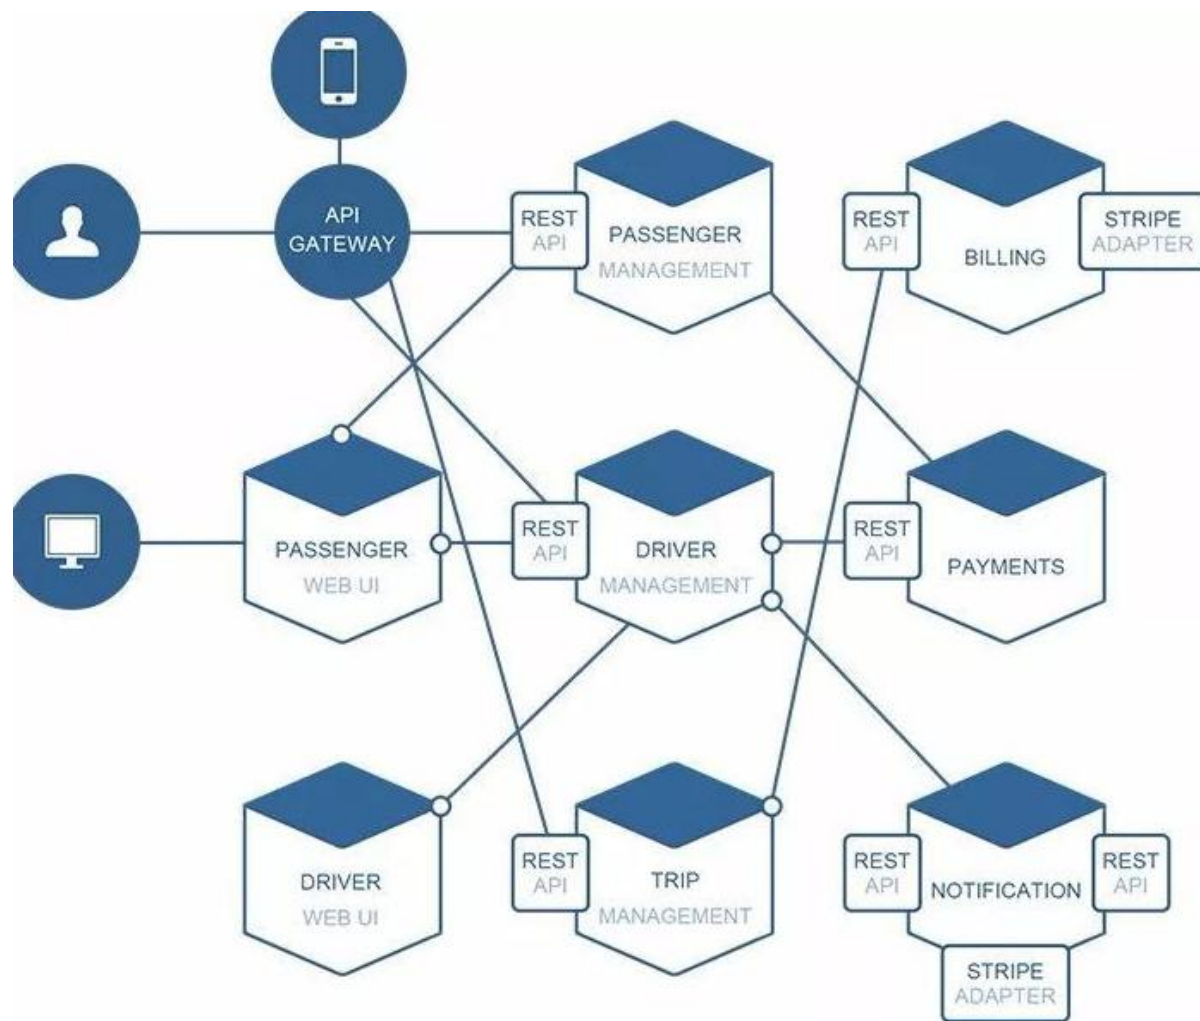 API
GATEWAY
REST
API
PASSENGER
MANAGEMENT
REST
API
BILLING
STRIPE
ADAPTER
PASSENGER
WEB UI
REST
API
DRIVER
MANAGEMENT
REST
API
PAYMENTS
DRIVER
WEB UI
REST
API
TRIP
MANAGEMENT
REST
API
NOTIFICATION
REST
API
STRIPE
ADAPTER